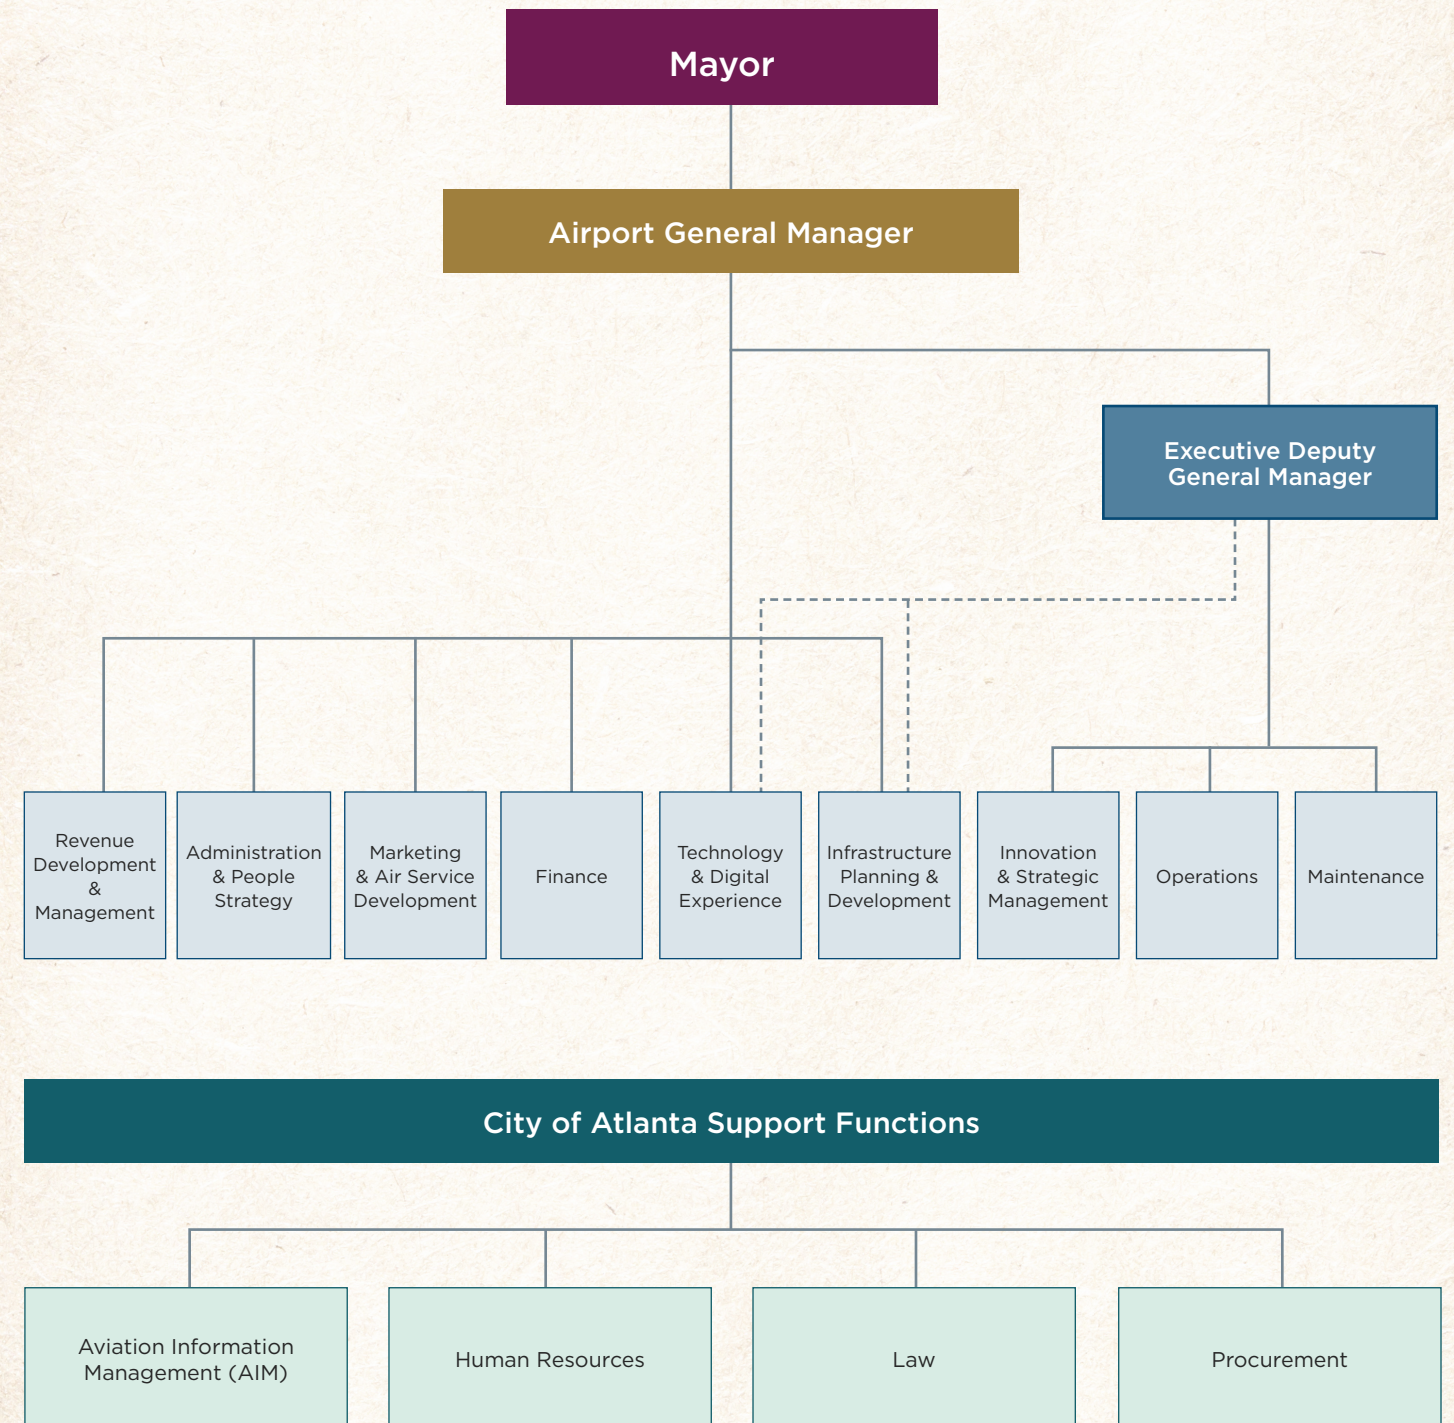 Mayor
Airport General Manager
Executive Deputy
General Manager
Revenue
Development
&
Management
Administration
& People
Strategy
Marketing
& Air Service
Development
Finance
Technology
& Digital
Experience
Infrastructure
Planning &
Development
Innovation
& Strategic
Management
Operations
Maintenance
City of Atlanta Support Functions
Aviation Information
Management (AIM)
Human Resources
Law
Procurement